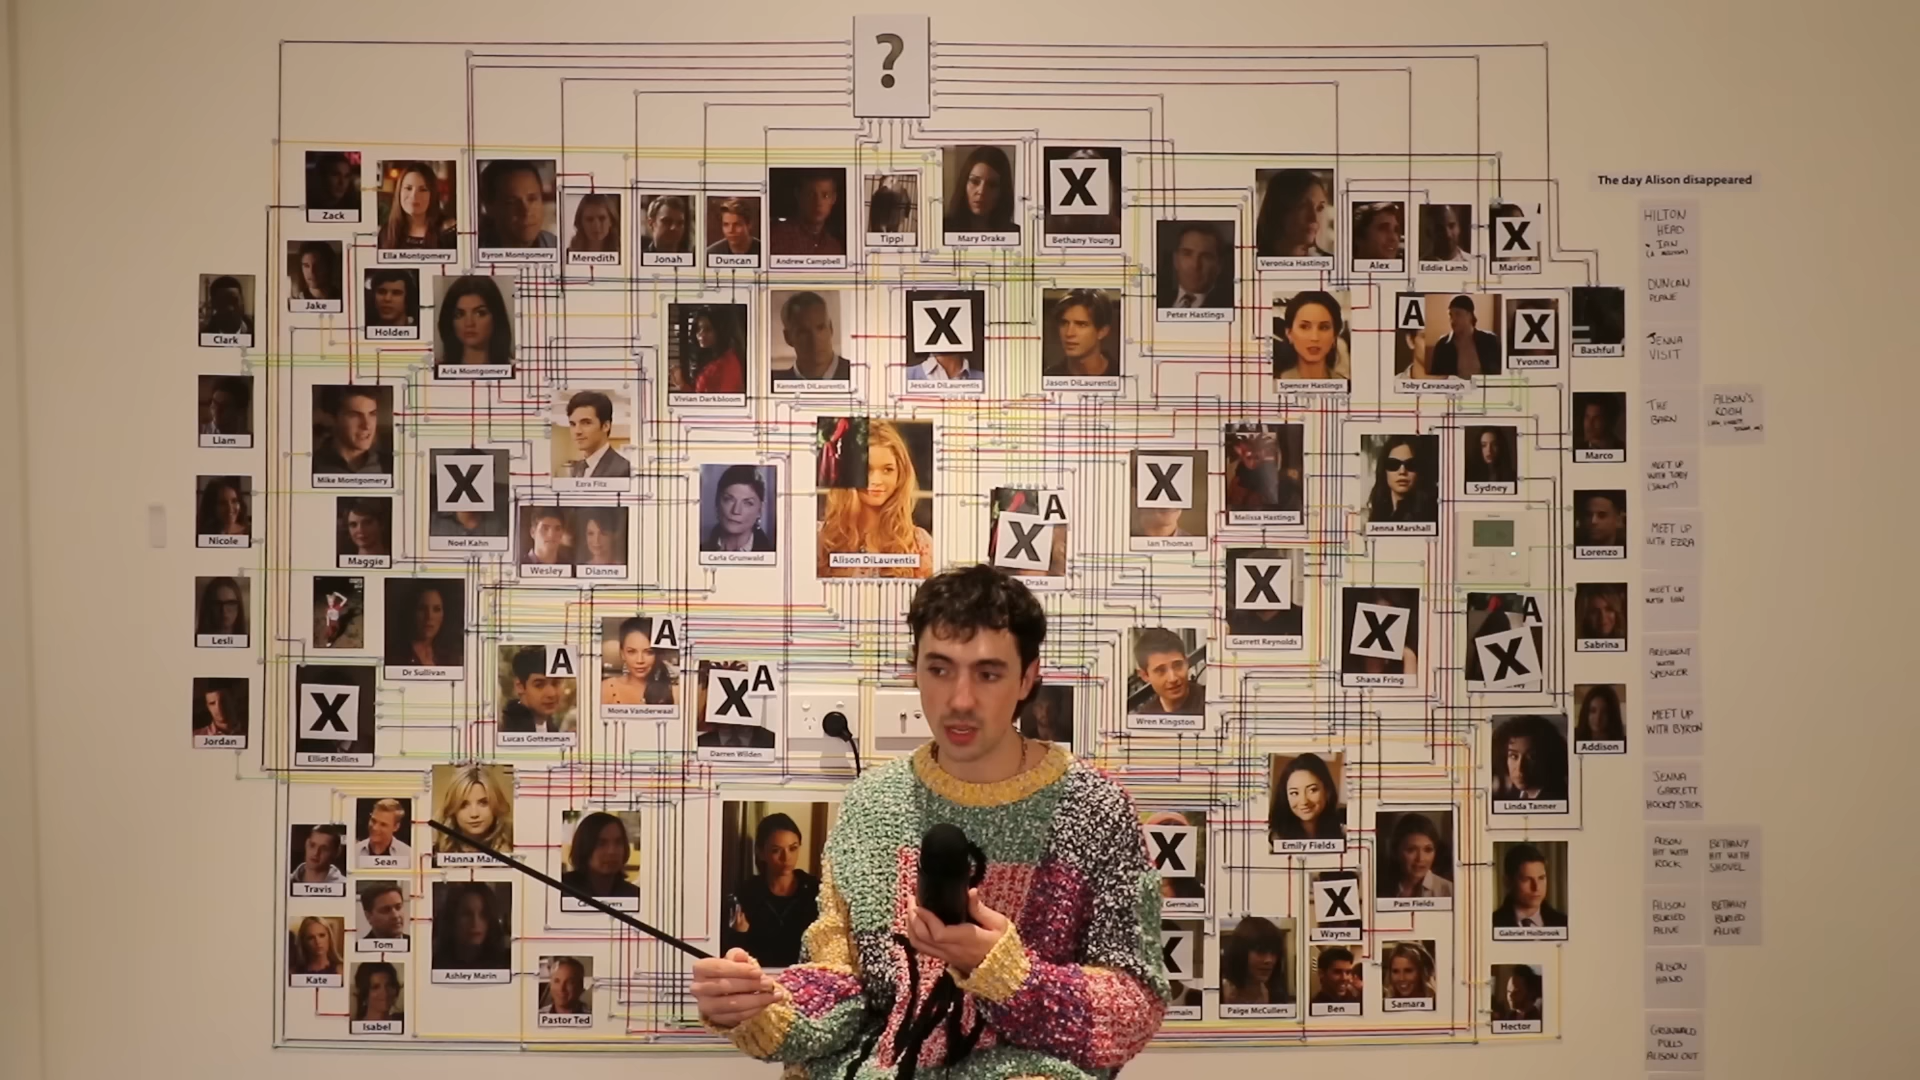 ?
The day Alison disappeared
Zack
Ella Montgomery
Byron Montgomery
Meredith
Jonah
Duncan
Andrew Campbell
Tippi
Mary Drake
X
Bethany Young
Veronica Hastings
Alex
Eddie Lamb
X
Marion
Clark
Jake
Holden
Aria Montgomery
Vivian Darkbloom
Kenneth DiLaurentis
X
Jessica DiLaurentis
Jason DiLaurentis
Peter Hastings
Spencer Hastings
A
Toby Cavanaugh
X
Yvonne
Bashful
Liam
Mike Montgomery
X
Noel Kahn
Ezra Fitz
Carla Grunwald
Alison DiLaurentis
A
X
Drake
X
Ian Thomas
Melissa Hastings
Jenna Marshall
Sydney
Marco
Nicole
Maggie
Wesley
Dianne
X
Garrett Reynolds
Lorenzo
Lesli
Dr Sullivan
A
Lucas Gottesman
A
Mona Vanderwaal
X
A
Darren Wilden
Wren Kingston
X
Shana Fring
A
X
Sabrina
Jordan
X
Elliot Rollins
Linda Tanner
Addison
Travis
Sean
Hanna Mar
Emily Fields
Pam Fields
X
Germain
X
Wayne
Gabriel Holbrook
Kate
Tom
Isabel
Ashley Marin
Pastor Ted
X
ermain
Paige McCullers
Ben
Samara
Hector
HILTON
HEAD
IAN
DUNCAN
PLANE
JENNA
VISIT
THE
BARN
ALISON'S
ROOM
MEET UP
WITH TOBY
MEET UP
WITH EZRA
MEET UP
WITH IAN
ARGUMENT
WITH
SPENCER
MEET UP
WITH BYRON
JENNA
GARRETT
HOCKEY STICK
ALISON
HIT WITH
ROCK
BETHANY
HIT WITH
SHOVEL
ALISON
BURIED
ALIVE
BETHANY
BURIED
ALIVE
ALISON
HAND
GRUNWALD
PULLS
ALISON OUT